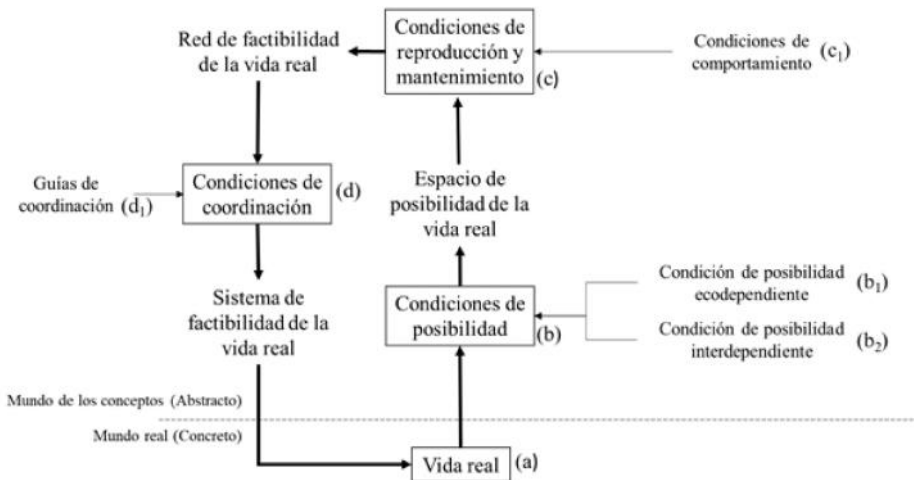 Red de factibilidad
de la vida real
Condiciones de
reproducción y
mantenimiento
(c)
Condiciones de
comportamiento
(c₁)
Guías de
coordinación
(d₁)
Condiciones de
coordinación
(d)
Espacio de
posibilidad de la
vida real
Sistema de
factibilidad de la
vida real
Condiciones de
posibilidad
(b)
Condición de posibilidad
ecodependiente
(b₁)
Condición de posibilidad
interdependiente
(b₂)
Mundo de los conceptos (Abstracto)
Mundo real (Concreto)
Vida real
(a)